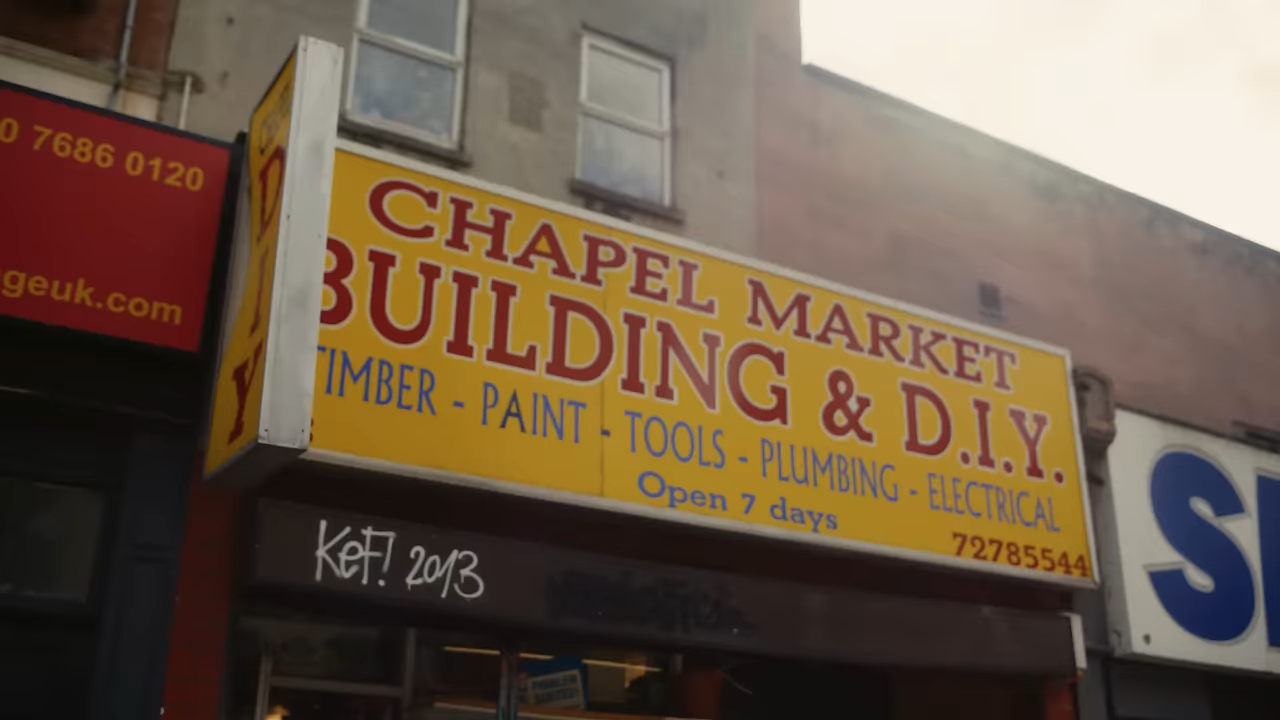 0 7686 0120
geuk.com
DIY
CHAPEL MARKET
BUILDING & D.I.Y.
TIMBER - PAINT - TOOLS - PLUMBING - ELECTRICAL
Open 7 days
72785544
KeF! 2013
S